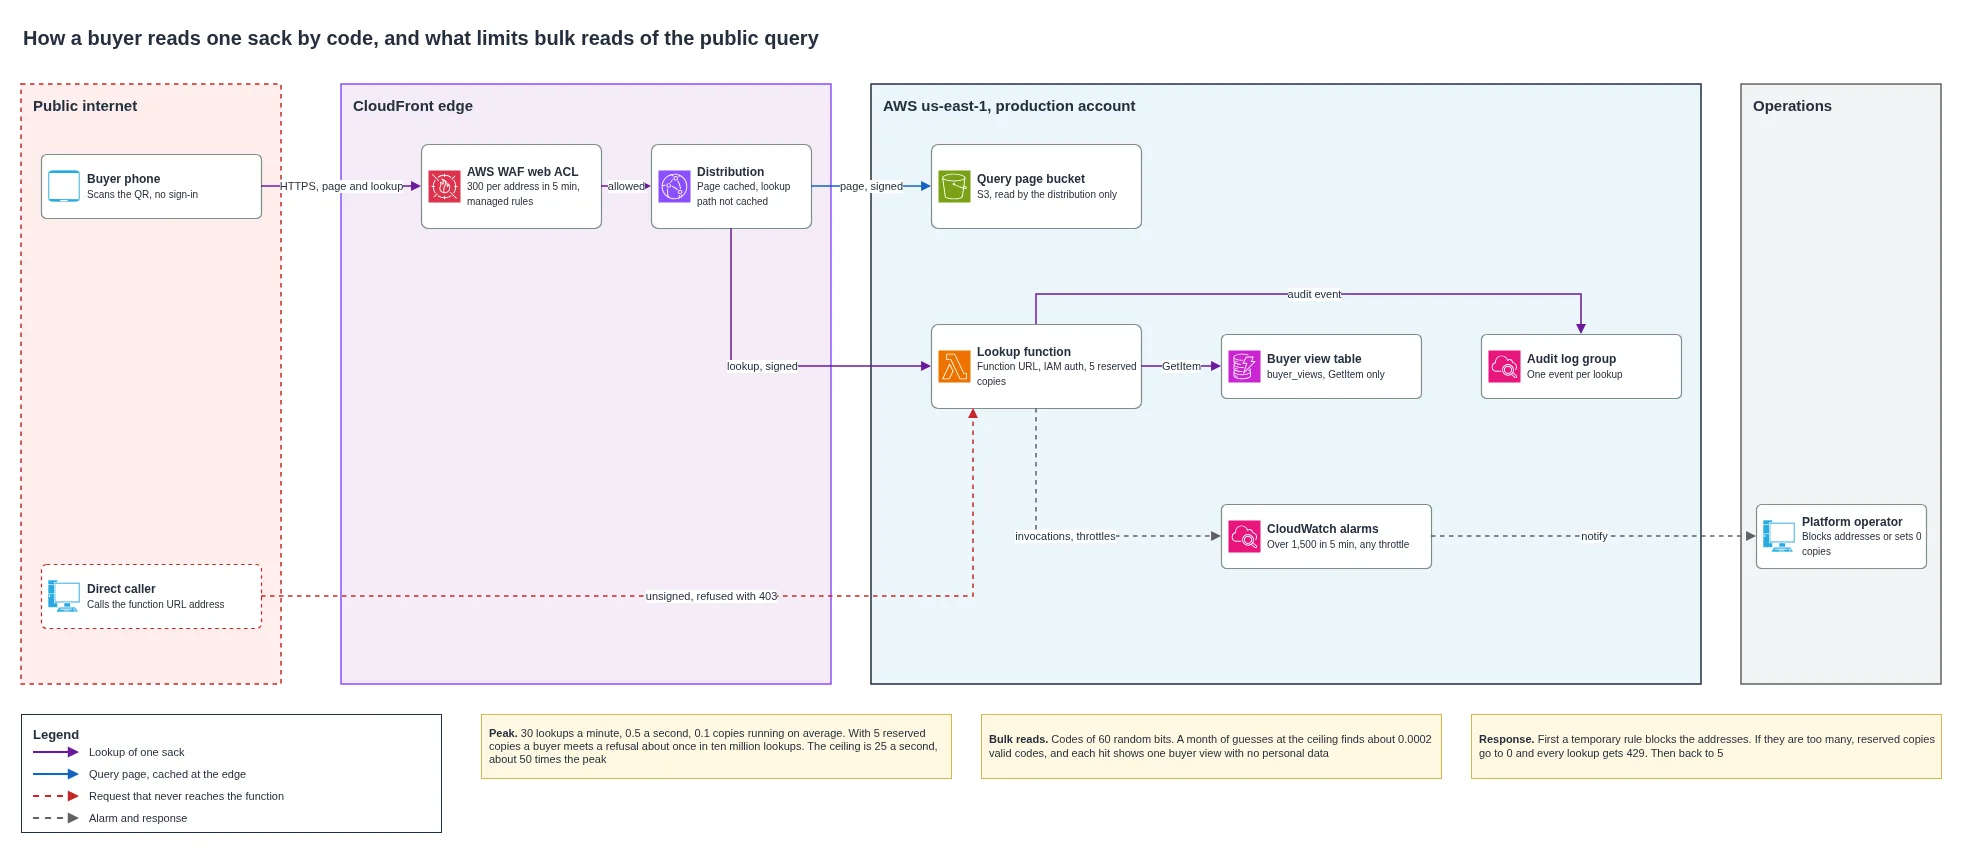 How a buyer reads one sack by code, and what limits bulk reads of the public query
Public internet
CloudFront edge
AWS us-east-1, production account
Operations
Buyer phone
Scans the QR, no sign-in
HTTPS, page and lookup
AWS WAF web ACL
300 per address in 5 min,
managed rules
allowed
Distribution
Page cached, lookup
path not cached
page, signed
Query page bucket
S3, read by the distribution only
audit event
lookup, signed
Lookup function
Function URL, IAM auth, 5 reserved
copies
GetItem
Buyer view table
buyer_views, GetItem only
Audit log group
One event per lookup
invocations, throttles
CloudWatch alarms
Over 1,500 in 5 min, any throttle
notify
Platform operator
Blocks addresses or sets 0
copies
Direct caller
Calls the function URL address
unsigned, refused with 403
Legend
Lookup of one sack
Query page, cached at the edge
Request that never reaches the function
Alarm and response
Peak. 30 lookups a minute, 0.5 a second, 0.1 copies running on average. With 5 reserved
copies a buyer meets a refusal about once in ten million lookups. The ceiling is 25 a second,
about 50 times the peak
Bulk reads. Codes of 60 random bits. A month of guesses at the ceiling finds about 0.0002
valid codes, and each hit shows one buyer view with no personal data
Response. First a temporary rule blocks the addresses. If they are too many, reserved copies
go to 0 and every lookup gets 429. Then back to 5